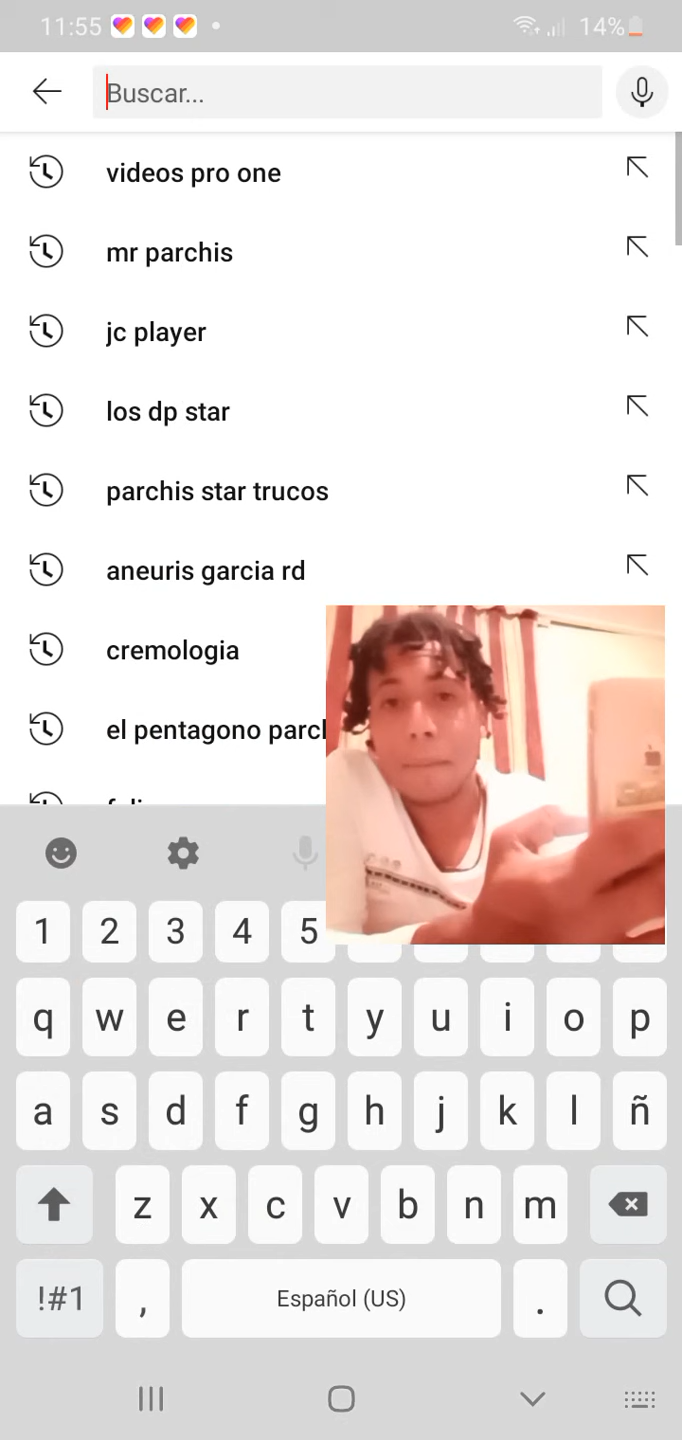 11:55 14%
Buscar...
videos pro one
mr parchis
jc player
los dp star
parchis star trucos
aneuris garcia rd
cremologia
el pentagono parc
1 2 3 4 5
q w e r t y u i o p
a s d f g h j k l ñ
z x c v b n m
!#1 , Español (US) .